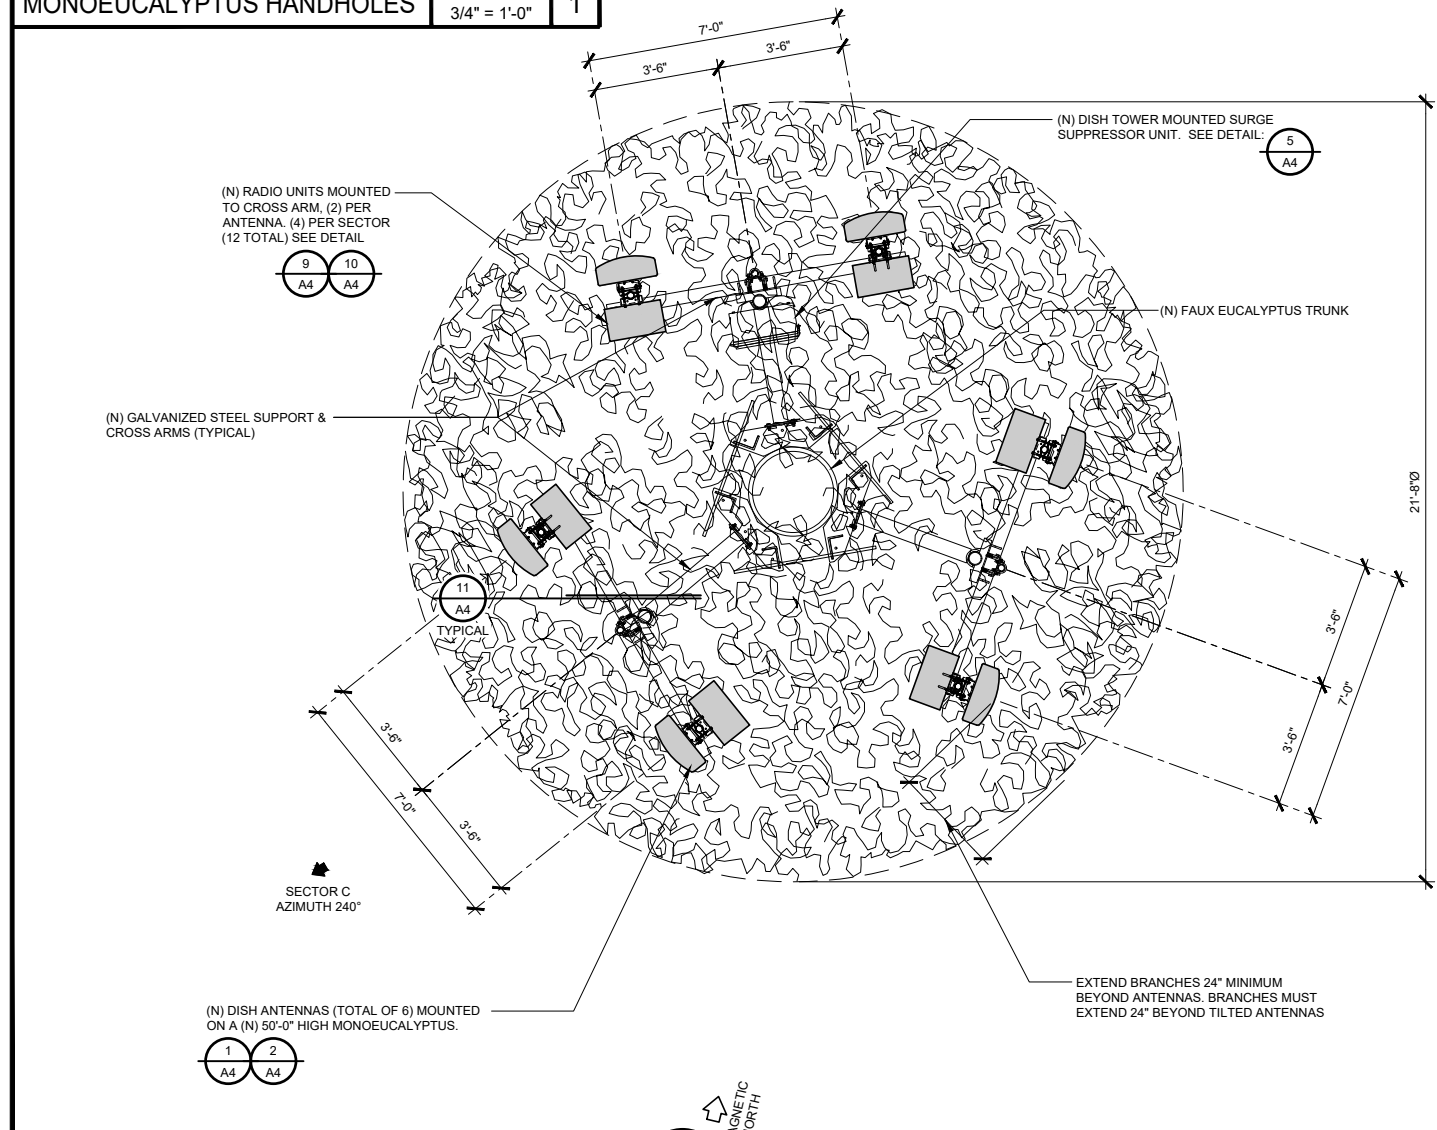 MONOEUCALYPTUS HANDHOLES
3/4" = 1'-0"
1
7'-0"
3'-6"
3'-6"
(N) DISH TOWER MOUNTED SURGE
SUPPRESSOR UNIT. SEE DETAIL:
5
A4
(N) RADIO UNITS MOUNTED
TO CROSS ARM, (2) PER
ANTENNA. (4) PER SECTOR
(12 TOTAL) SEE DETAIL
9
A4
10
A4
(N) FAUX EUCALYPTUS TRUNK
(N) GALVANIZED STEEL SUPPORT &
CROSS ARMS (TYPICAL)
21'-8"Ø
11
A4
TYPICAL
3'-6"
7'-0"
3'-6"
3'-6"
7'-0"
3'-6"
SECTOR C
AZIMUTH 240°
EXTEND BRANCHES 24" MINIMUM
BEYOND ANTENNAS. BRANCHES MUST
EXTEND 24" BEYOND TILTED ANTENNAS
(N) DISH ANTENNAS (TOTAL OF 6) MOUNTED
ON A (N) 50'-0" HIGH MONOEUCALYPTUS.
1
A4
2
A4
AGNETIC
ORTH